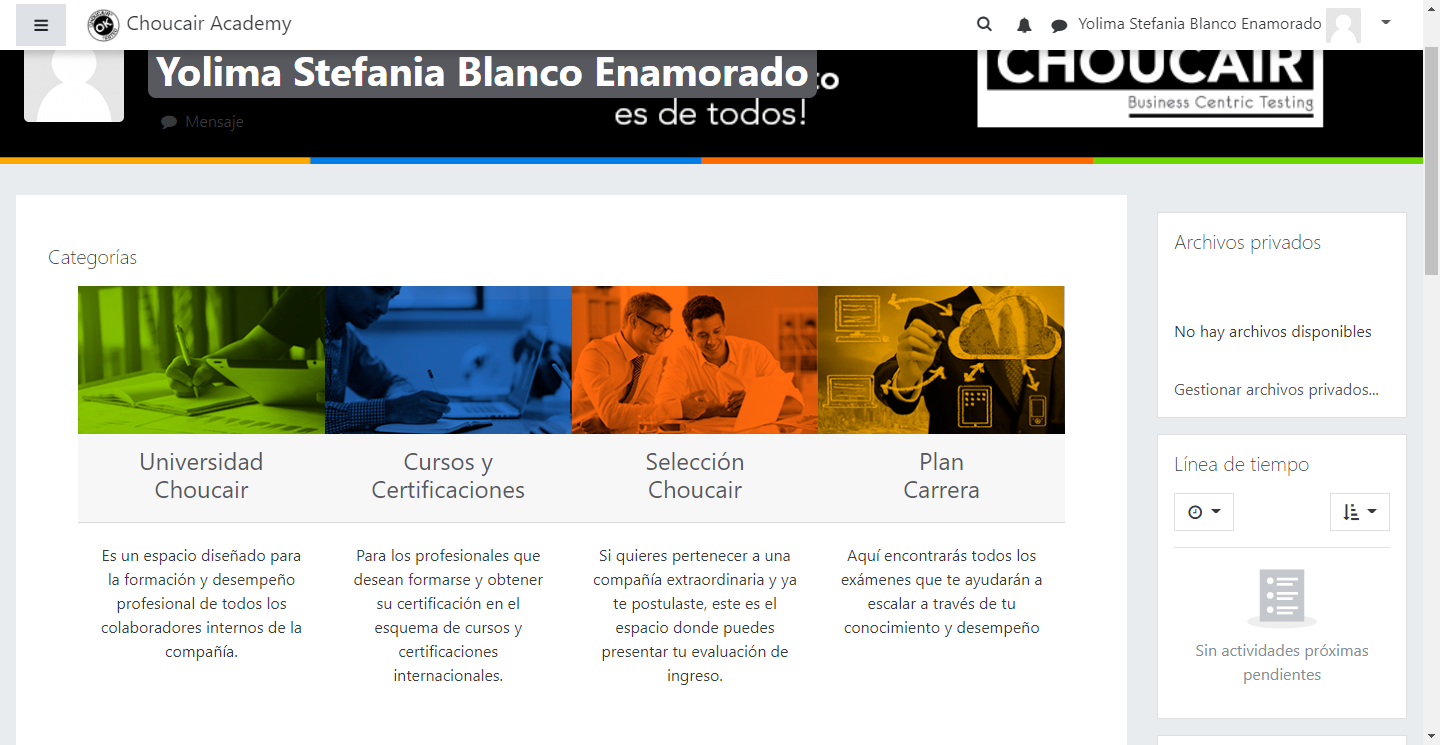 Choucair Academy
Yolima Stefania Blanco Enamorado
Yolima Stefania Blanco Enamorado
to
es de todos!
CHOUCAIR
Business Centric Testing
Mensaje
Categorías
Universidad
Choucair
Es un espacio diseñado para
la formación y desempeño
profesional de todos los
colaboradores internos de la
compañía.
Cursos y
Certificaciones
Para los profesionales que
desean formarse y obtener
su certificación en el
esquema de cursos y
certificaciones
internacionales.
Selección
Choucair
Si quieres pertenecer a una
compañía extraordinaria y ya
te postulaste, este es el
espacio donde puedes
presentar tu evaluación de
ingreso.
Plan
Carrera
Aquí encontrarás todos los
exámenes que te ayudarán a
escalar a través de tu
conocimiento y desempeño
Archivos privados
No hay archivos disponibles
Gestionar archivos privados...
Línea de tiempo
Sin actividades próximas
pendientes